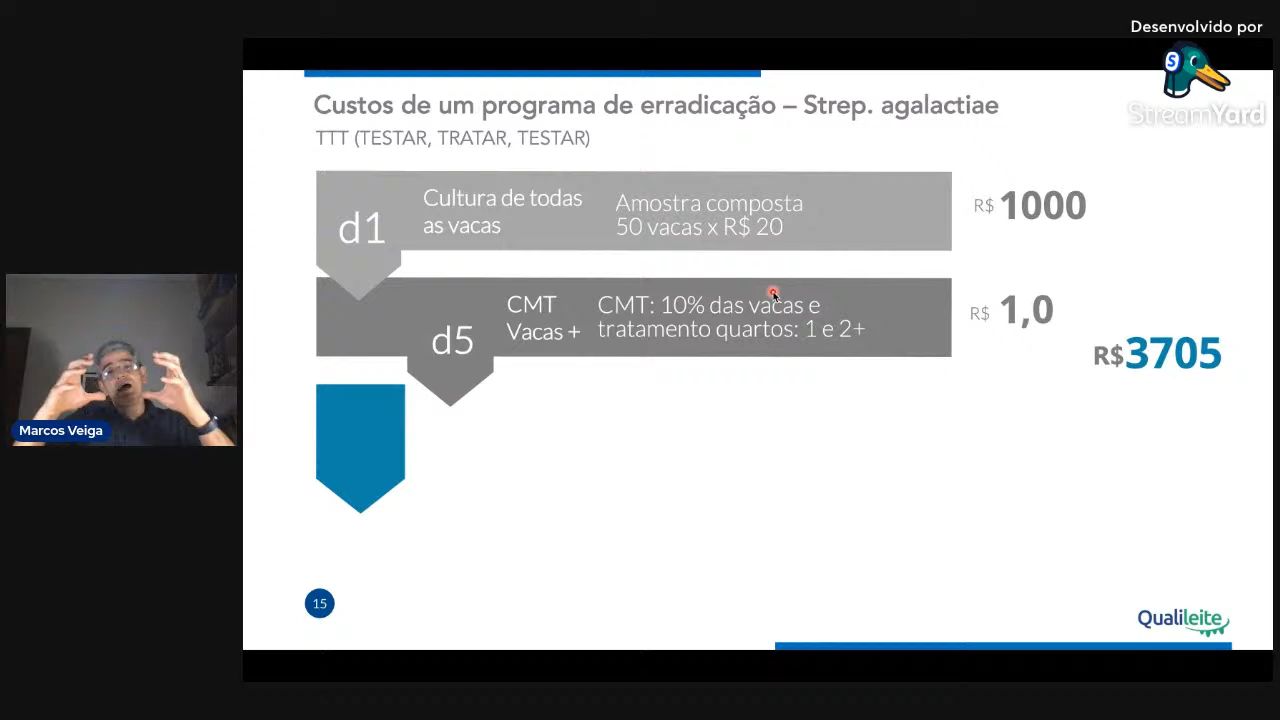 Desenvolvido por
S
StreamYard
Custos de um programa de erradicação – Strep. agalactiae
TTT (TESTAR, TRATAR, TESTAR)
d1
Cultura de todas
as vacas
Amostra composta
50 vacas x R$ 20
R$ 1000
d5
CMT
Vacas +
CMT: 10% das vacas e
tratamento quartos: 1 e 2+
R$ 1,0
R$3705
Marcos Veiga
15
Qualileite